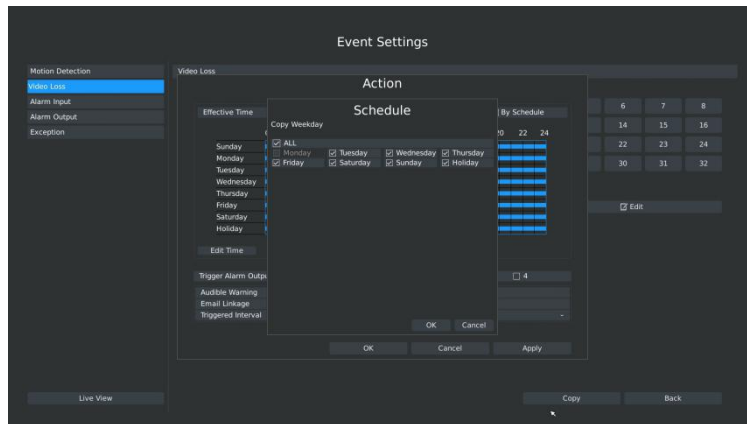 Event Settings
Motion Detection
Video Loss
Video Loss
Alarm Input
Alarm Output
Exception
Action
Effective Time
By Schedule
Schedule
Copy Weekday
20 22 24
ALL
Monday Tuesday Wednesday Thursday
Friday Saturday Sunday Holiday
Sunday
Monday
Tuesday
Wednesday
Thursday
Friday
Saturday
Holiday
6 7 8
14 15 16
22 23 24
30 31 32
Edit
Edit Time
4
Audible Warning
Email Linkage
Triggered Interval
OK Cancel
OK Cancel Apply
Live View
Copy Back